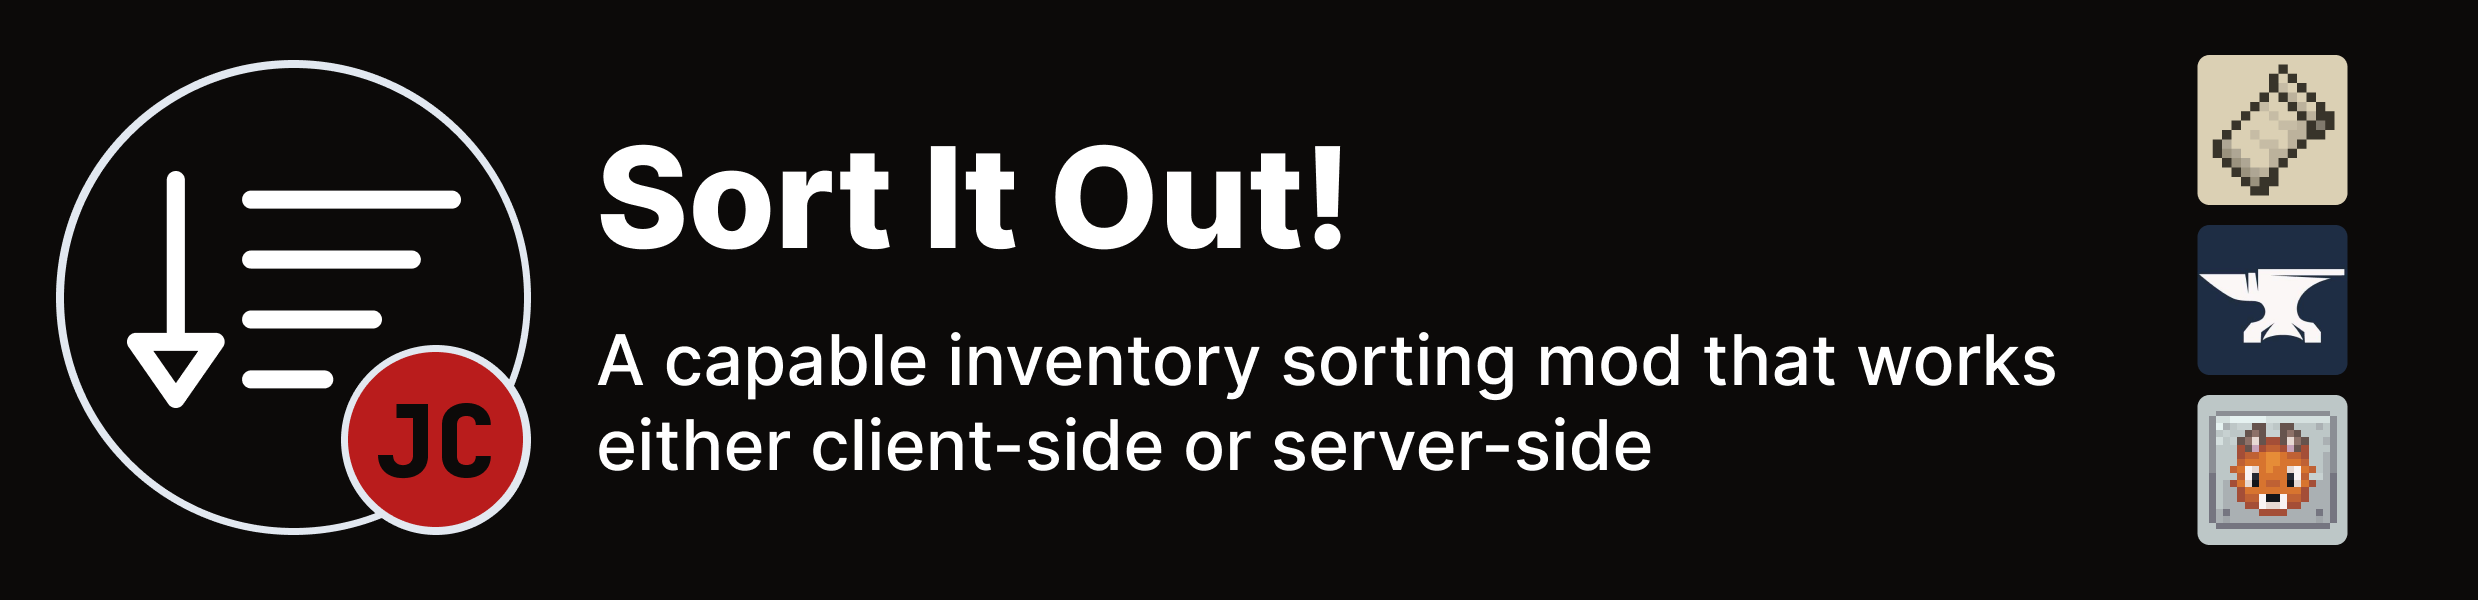 Sort It Out!
A capable inventory sorting mod that works
either client-side or server-side
JC